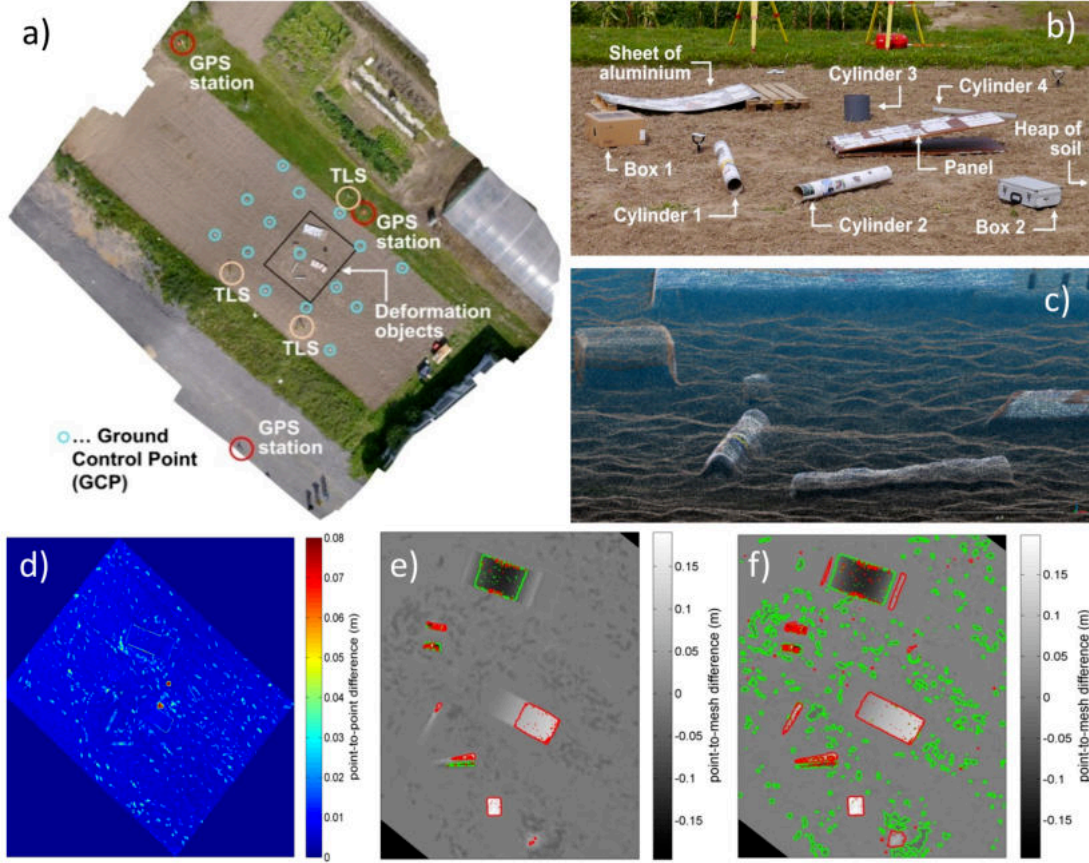 a)
GPS
station
TLS
GPS
station
TLS
Deformation
objects
TLS
GPS
station
... Ground
Control Point
(GCP)
b)
Sheet of
aluminium
Cylinder 3
Cylinder 4
Heap of
soil
Box 1
Panel
Cylinder 1
Cylinder 2
Box 2
c)
d)
0.08
0.07
0.06
0.05
0.04
0.03
0.02
0.01
0
point-to-point difference (m)
e)
0.15
0.1
0.05
0
-0.05
-0.1
-0.15
point-to-mesh difference (m)
f)
0.15
0.1
0.05
0
-0.05
-0.1
-0.15
point-to-mesh difference (m)